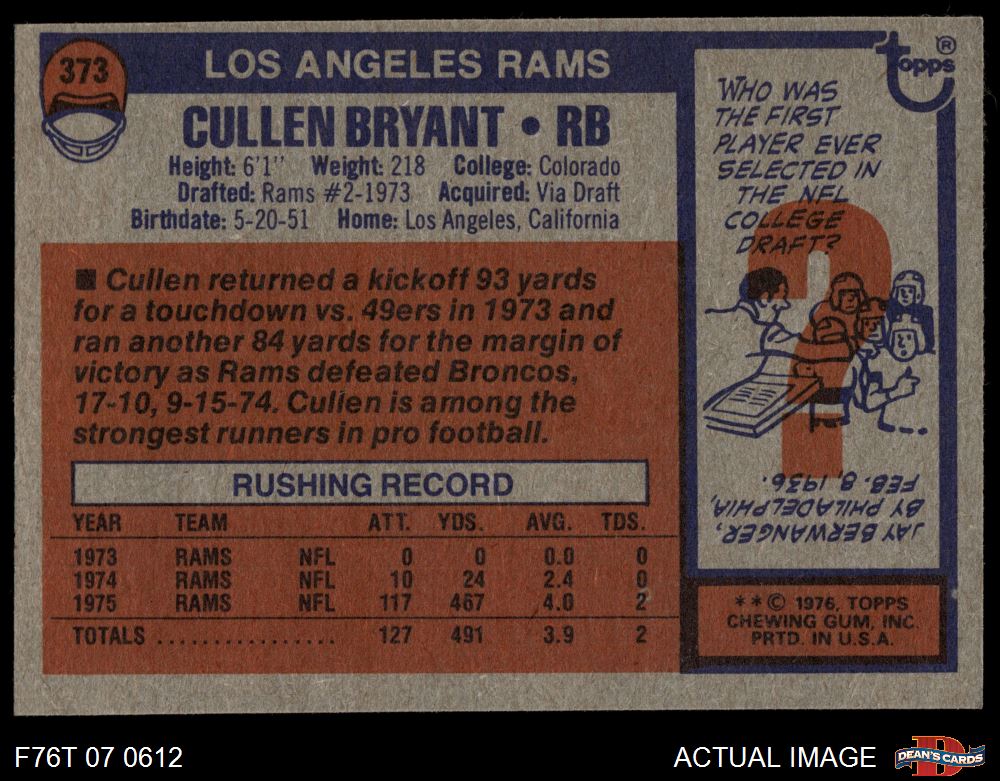 373
LOS ANGELES RAMS
CULLEN BRYANT • RB
Height: 6'1" Weight: 218 College: Colorado
Drafted: Rams #2-1973 Acquired: Via Draft
Birthdate: 5-20-51 Home: Los Angeles, California
■ Cullen returned a kickoff 93 yards
for a touchdown vs. 49ers in 1973 and
ran another 84 yards for the margin of
victory as Rams defeated Broncos,
17-10, 9-15-74. Cullen is among the
strongest runners in pro football.
RUSHING RECORD
YEAR TEAM ATT. YDS. AVG. TDS.
1973 RAMS NFL 0 0 0.0 0
1974 RAMS NFL 10 24 2.4 0
1975 RAMS NFL 117 467 4.0 2
TOTALS ................ 127 491 3.9 2
topps®
WHO WAS
THE FIRST
PLAYER EVER
SELECTED IN
THE NFL
COLLEGE
DRAFT?
?
JAY BERWANGER,
BY PHILADELPHIA,
FEB. 8, 1936.
**© 1976, TOPPS
CHEWING GUM, INC.
PRTD. IN U.S.A.
F76T 07 0612
ACTUAL IMAGE
D
DEAN'S CARDS